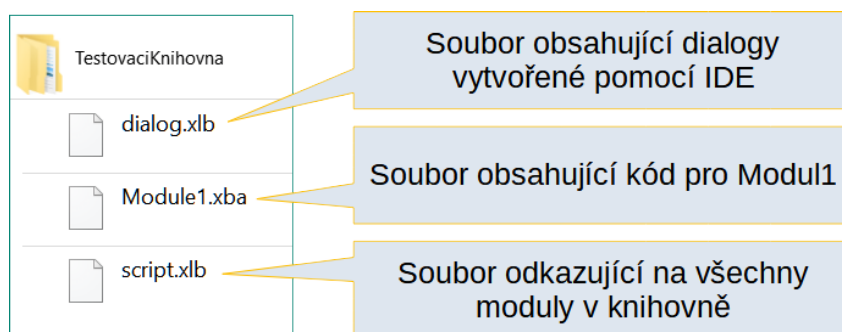 TestovaciKnihovna
Soubor obsahující dialogy
vytvořené pomocí IDE
dialog.xlb
Soubor obsahující kód pro Modul1
Module1.xba
Soubor odkazující na všechny
moduly v knihovně
script.xlb